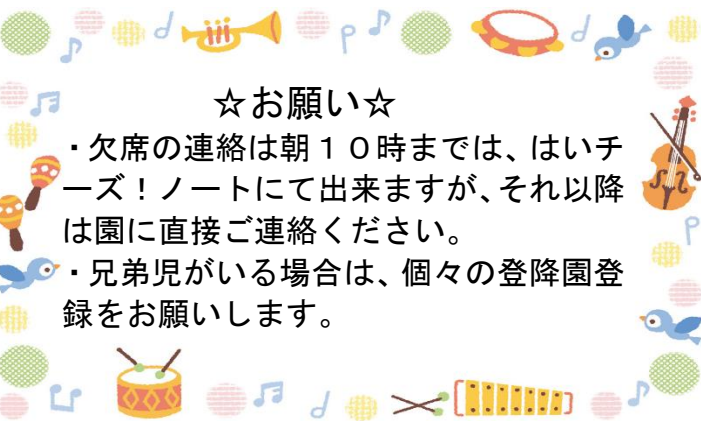 ☆お願い☆
・欠席の連絡は朝１０時までは、はいチ
ーズ！ノートにて出来ますが、それ以降
は園に直接ご連絡ください。
・兄弟児がいる場合は、個々の登降園登
録をお願いします。